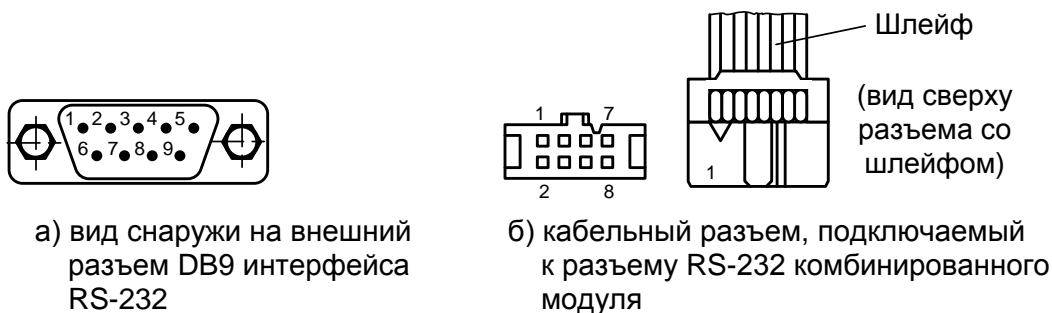 Шлейф
(вид сверху
разъема со
шлейфом)
1 2 3 4 5
6 7 8 9
1 7
2 8
1
а) вид снаружи на внешний
разъем DB9 интерфейса
RS-232
б) кабельный разъем, подключаемый
к разъему RS-232 комбинированного
модуля